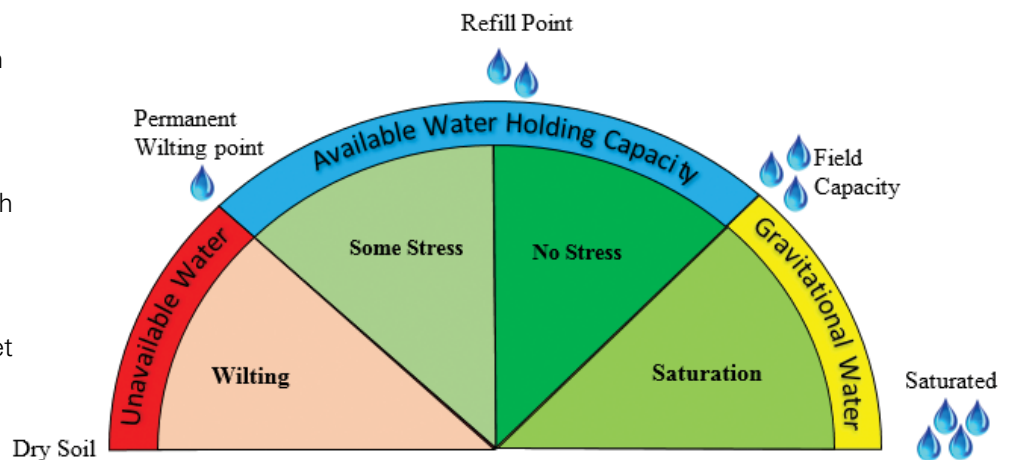 Refill Point
Permanent
Wilting point
Available Water Holding Capacity
Field
Capacity
Unavailable Water
Some Stress
No Stress
Gravitational Water
Wilting
Saturation
Saturated
Dry Soil
h
et